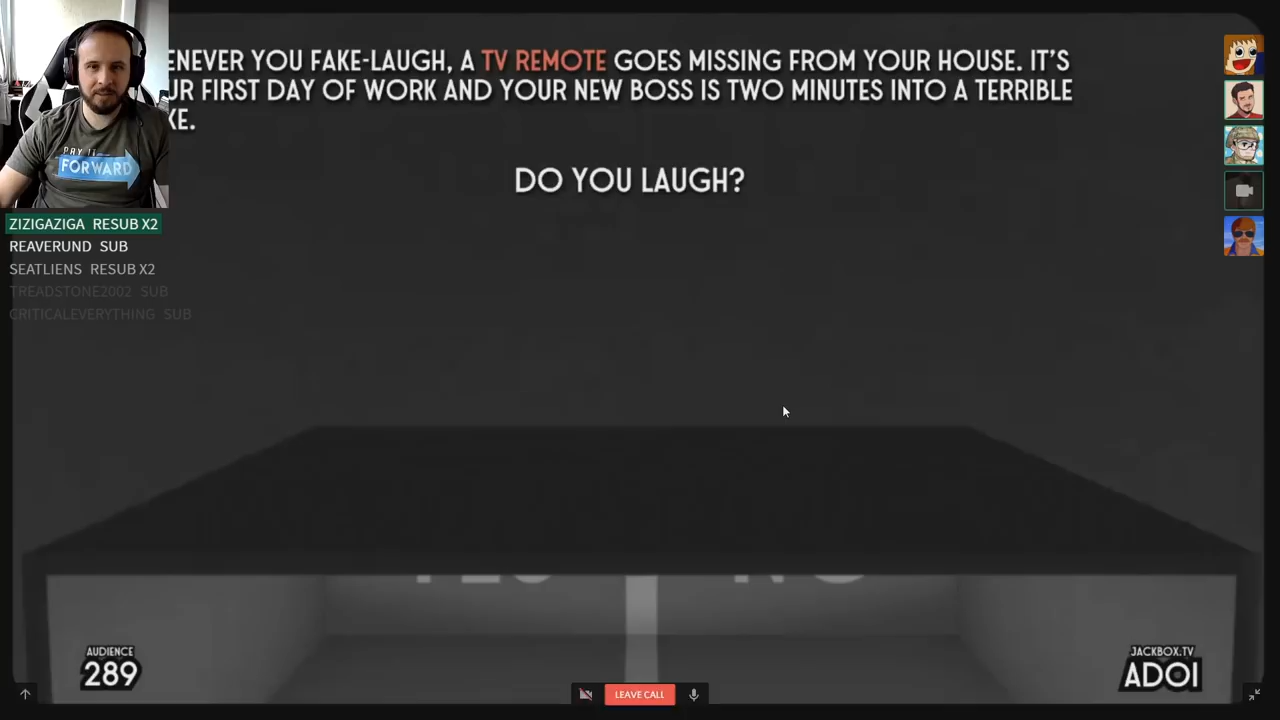 ENEVER YOU FAKE-LAUGH, A TV REMOTE GOES MISSING FROM YOUR HOUSE. IT'S
UR FIRST DAY OF WORK AND YOUR NEW BOSS IS TWO MINUTES INTO A TERRIBLE
KE.
DO YOU LAUGH?
PAY IT
FORWARD
ZIZIGAZIGA RESUB X2
REAVERUND SUB
SEATLIENS RESUB X2
TREADSTONE2002 SUB
CRITICALEVERYTHING SUB
AUDIENCE
289
JACKBOX.TV
ADOI
LEAVE CALL